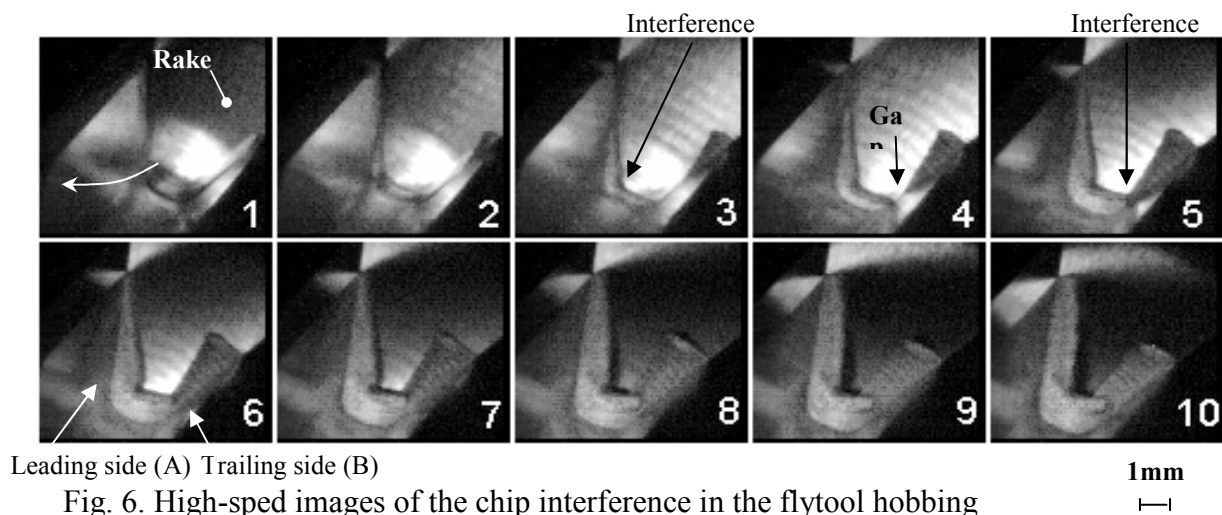 Interference Interference
Rake
Ga
p
1 2 3 4 5
6 7 8 9 10
Leading side (A) Trailing side (B)
1mm
Fig. 6. High-sped images of the chip interference in the flytool hobbing